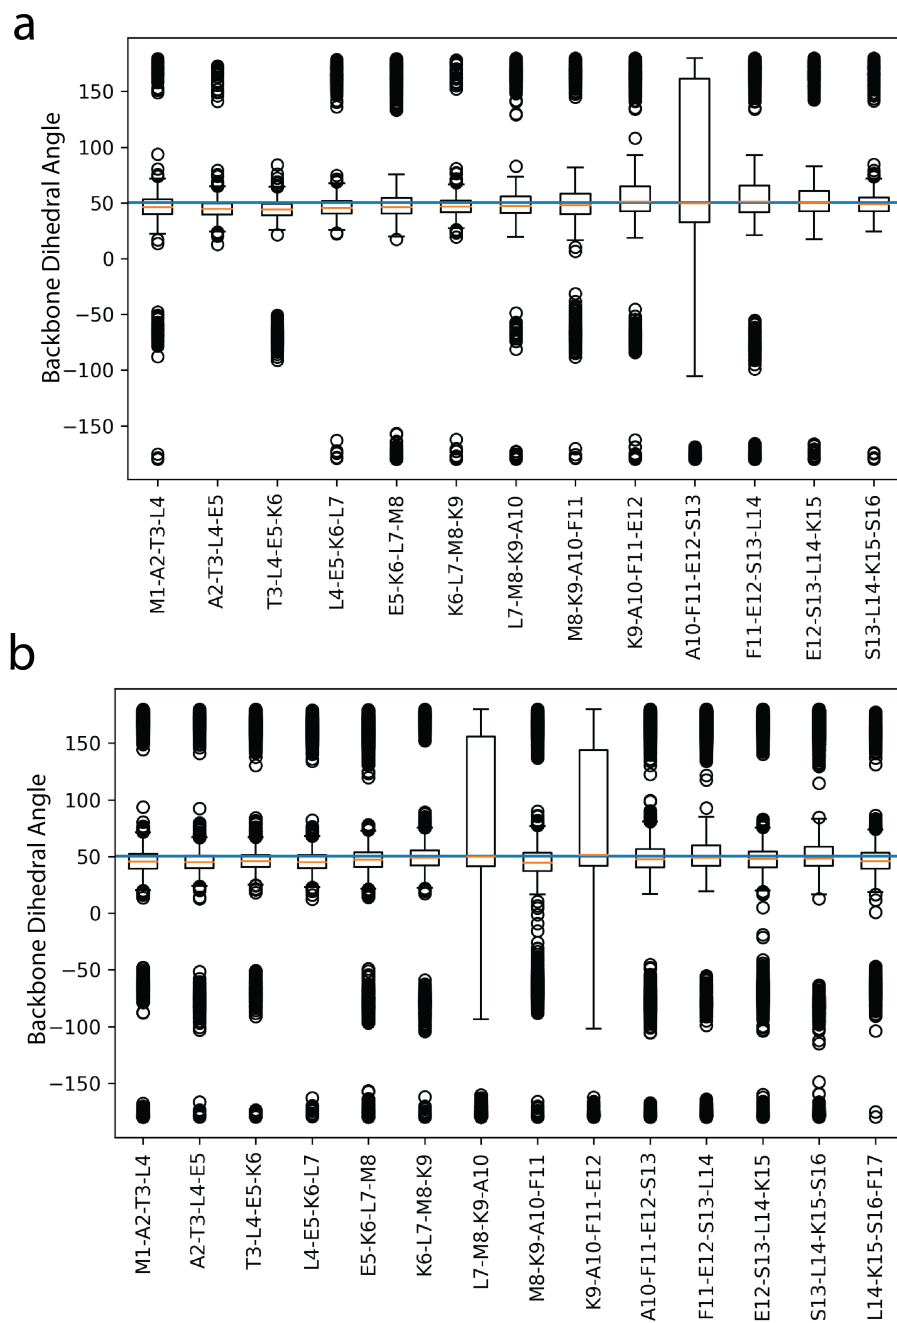 a
Backbone Dihedral Angle
150
100
50
0
−50
−100
−150
M1-A2-T3-L4
A2-T3-L4-E5
T3-L4-E5-K6
L4-E5-K6-L7
E5-K6-L7-M8
K6-L7-M8-K9
L7-M8-K9-A10
M8-K9-A10-F11
K9-A10-F11-E12
A10-F11-E12-S13
F11-E12-S13-L14
E12-S13-L14-K15
S13-L14-K15-S16
b
Backbone Dihedral Angle
150
100
50
0
−50
−100
−150
M1-A2-T3-L4
A2-T3-L4-E5
T3-L4-E5-K6
L4-E5-K6-L7
E5-K6-L7-M8
K6-L7-M8-K9
L7-M8-K9-A10
M8-K9-A10-F11
K9-A10-F11-E12
A10-F11-E12-S13
F11-E12-S13-L14
E12-S13-L14-K15
S13-L14-K15-S16
L14-K15-S16-F17